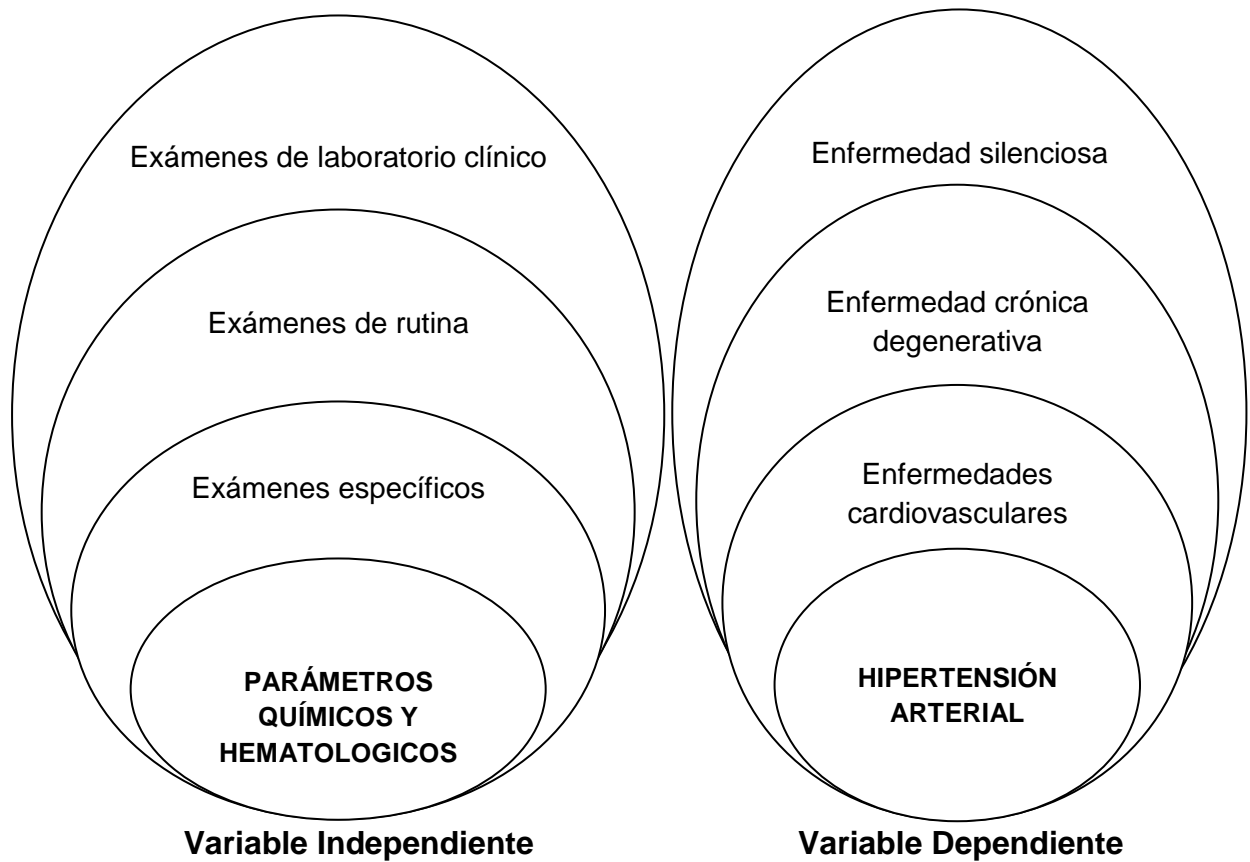 Exámenes de laboratorio clínico
Exámenes de rutina
Exámenes específicos
PARÁMETROS
QUÍMICOS Y
HEMATOLOGICOS
Variable Independiente
Enfermedad silenciosa
Enfermedad crónica
degenerativa
Enfermedades
cardiovasculares
HIPERTENSIÓN
ARTERIAL
Variable Dependiente